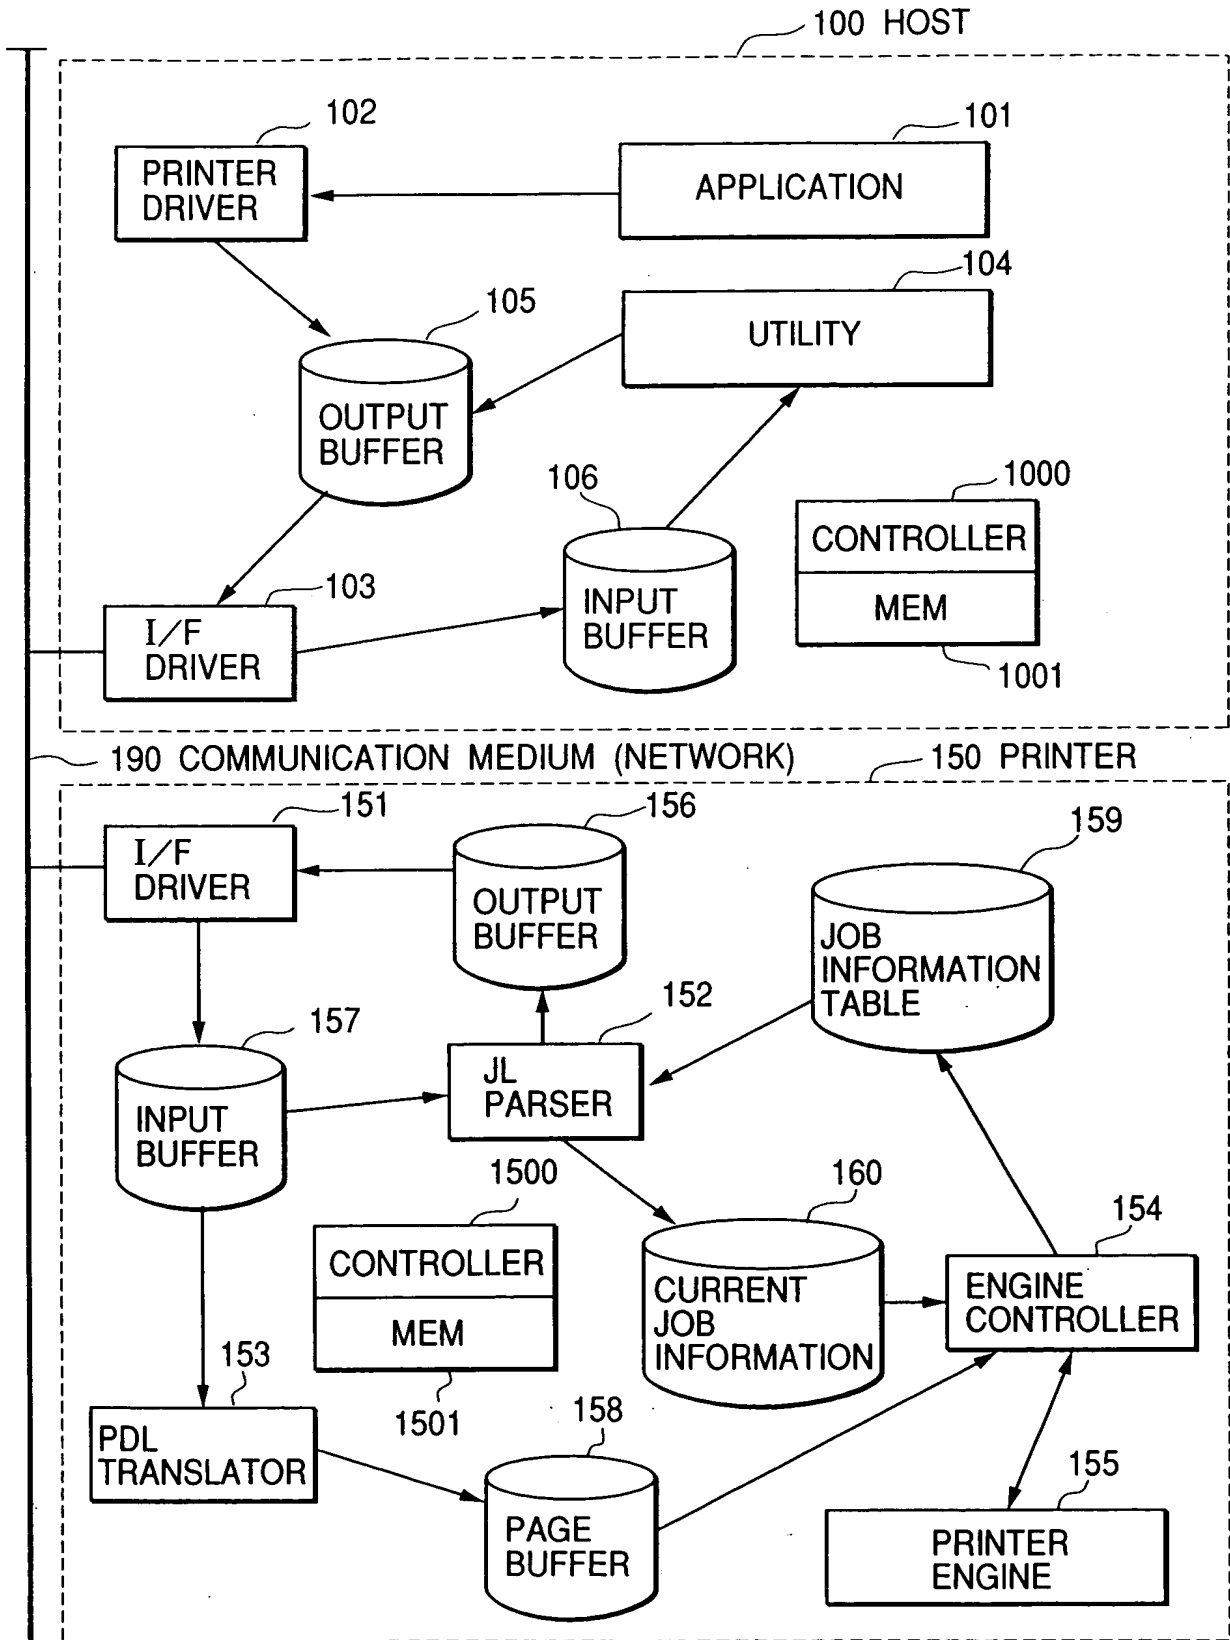 100 HOST
102
101
PRINTER
DRIVER
APPLICATION
104
105
UTILITY
OUTPUT
BUFFER
106
1000
CONTROLLER
103
INPUT
BUFFER
MEM
I/F
DRIVER
1001
190 COMMUNICATION MEDIUM (NETWORK)
150 PRINTER
151
156
159
I/F
DRIVER
OUTPUT
BUFFER
JOB
INFORMATION
TABLE
157
152
JL
PARSER
INPUT
BUFFER
1500
160
154
CONTROLLER
ENGINE
CONTROLLER
CURRENT
JOB
INFORMATION
MEM
153
1501
158
PDL
TRANSLATOR
155
PAGE
BUFFER
PRINTER
ENGINE